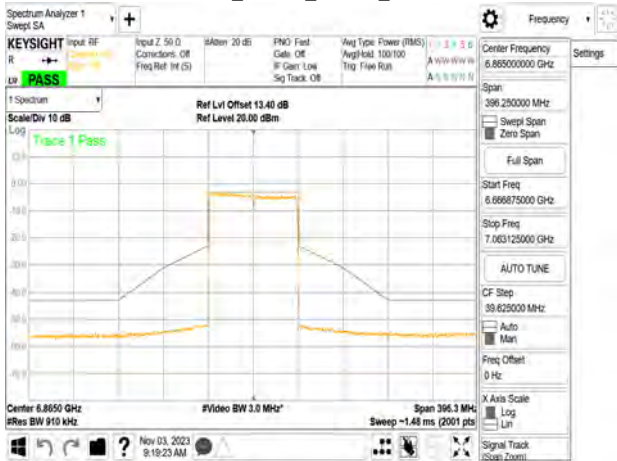 Spectrum Analyzer 1
Swept SA
Frequency
KEYSIGHT
Input: RF
Input Z: 50 Ω
Corrections: Off
Freq Ref: Int (S)
#Atten: 20 dB
PNO: Fast
Gate: Off
IF Gain: Low
Sig Track: Off
Avg Type: Power (RMS)
Avg|Hold: 100/100
Trig: Free Run
PASS
1 Spectrum
Scale/Div 10 dB
Ref Lvl Offset 13.40 dB
Ref Level 20.00 dBm
Log
Trace 1 Pass
Center 6.8650 GHz
#Res BW 910 kHz
#Video BW 3.0 MHz*
Span 396.3 MHz
Sweep ~1.48 ms (2001 pts
Nov 03, 2023
9:19:23 AM
Center Frequency
6.865000000 GHz
Settings
Span
396.250000 MHz
Swept Span
Zero Span
Full Span
Start Freq
6.666875000 GHz
Stop Freq
7.063125000 GHz
AUTO TUNE
CF Step
39.625000 MHz
Auto
Man
Freq Offset
0 Hz
X Axis Scale
Log
Lin
Signal Track
(Span Zoom)